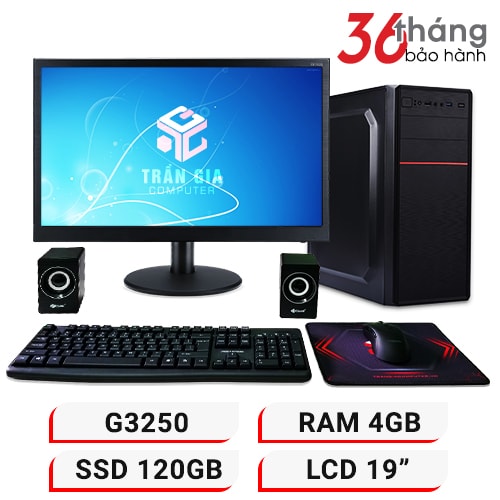 36 tháng
bảo hành
TRẦN GIA
COMPUTER
G3250
RAM 4GB
SSD 120GB
LCD 19”